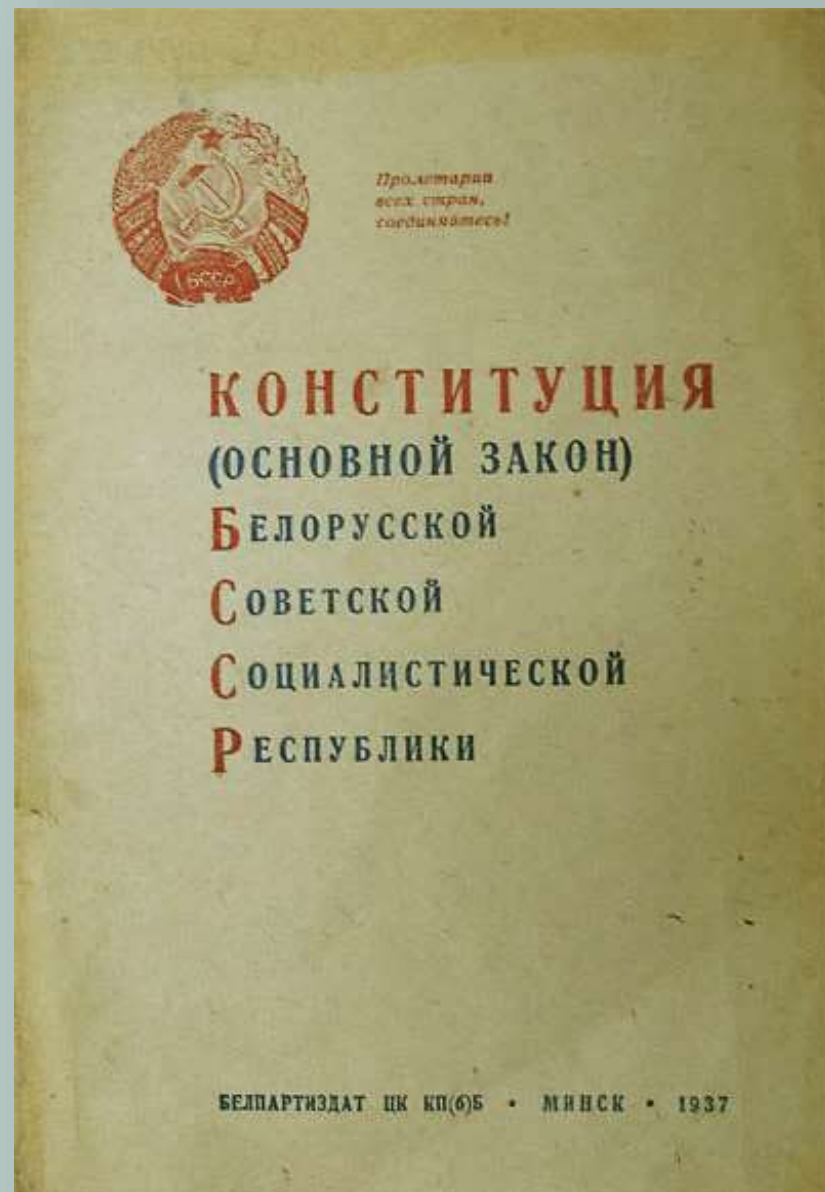 БССР
Пролетарии
всех стран,
соединяйтесь!
КОНСТИТУЦИЯ
(ОСНОВНОЙ ЗАКОН)
БЕЛОРУССКОЙ
СОВЕТСКОЙ
СОЦИАЛИСТИЧЕСКОЙ
РЕСПУБЛИКИ
БЕЛПАРТИЗДАТ ЦК КП(б)Б • МИНСК • 1937